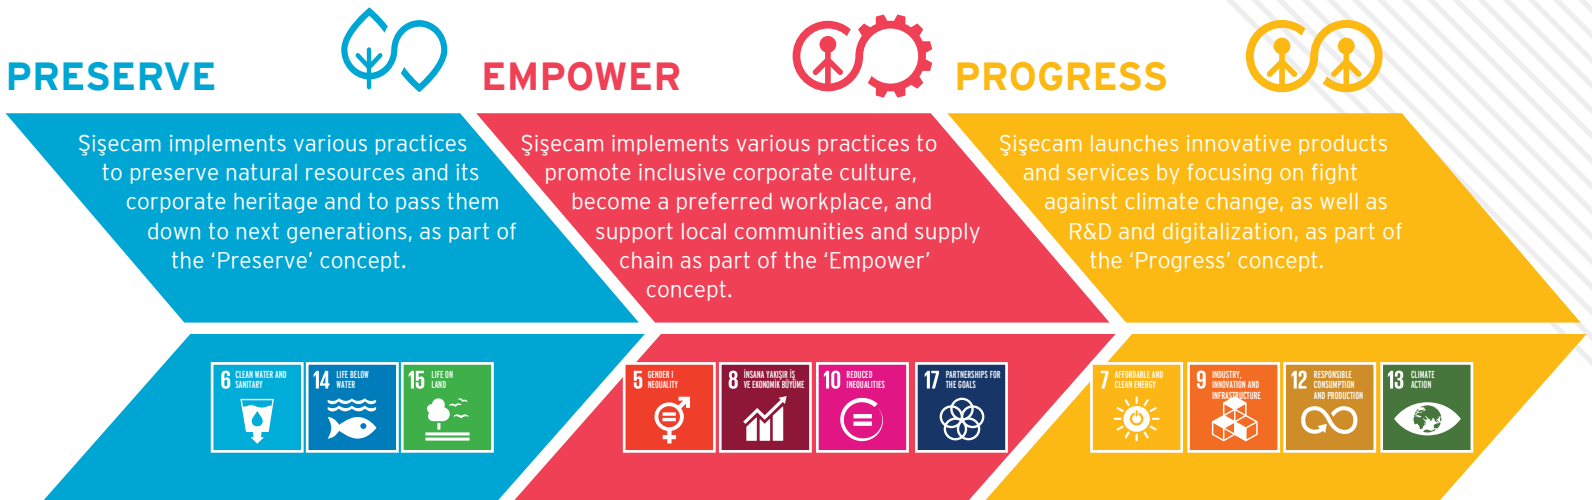 PRESERVE
Şişecam implements various practices
to preserve natural resources and its
corporate heritage and to pass them
down to next generations, as part of
the ‘Preserve’ concept.
6 CLEAN WATER AND
SANITARY
14 LIFE BELOW
WATER
15 LIFE ON
LAND
EMPOWER
Şişecam implements various practices to
promote inclusive corporate culture,
become a preferred workplace, and
support local communities and supply
chain as part of the ‘Empower’
concept.
5 GENDER I
NEQUALITY
8 İNSANA YAKIŞIR İŞ
VE EKONOMİK BÜYÜME
10 REDUCED
INEQUALITIES
17 PARTNERSHIPS FOR
THE GOALS
PROGRESS
Şişecam launches innovative products
and services by focusing on fight
against climate change, as well as
R&D and digitalization, as part of
the ‘Progress’ concept.
7 AFFORDABLE AND
CLEAN ENERGY
9 INDUSTRY,
INNOVATION AND
INFRASTRUCTURE
12 RESPONSIBLE
CONSUMPTION
AND PRODUCTION
13 CLIMATE
ACTION